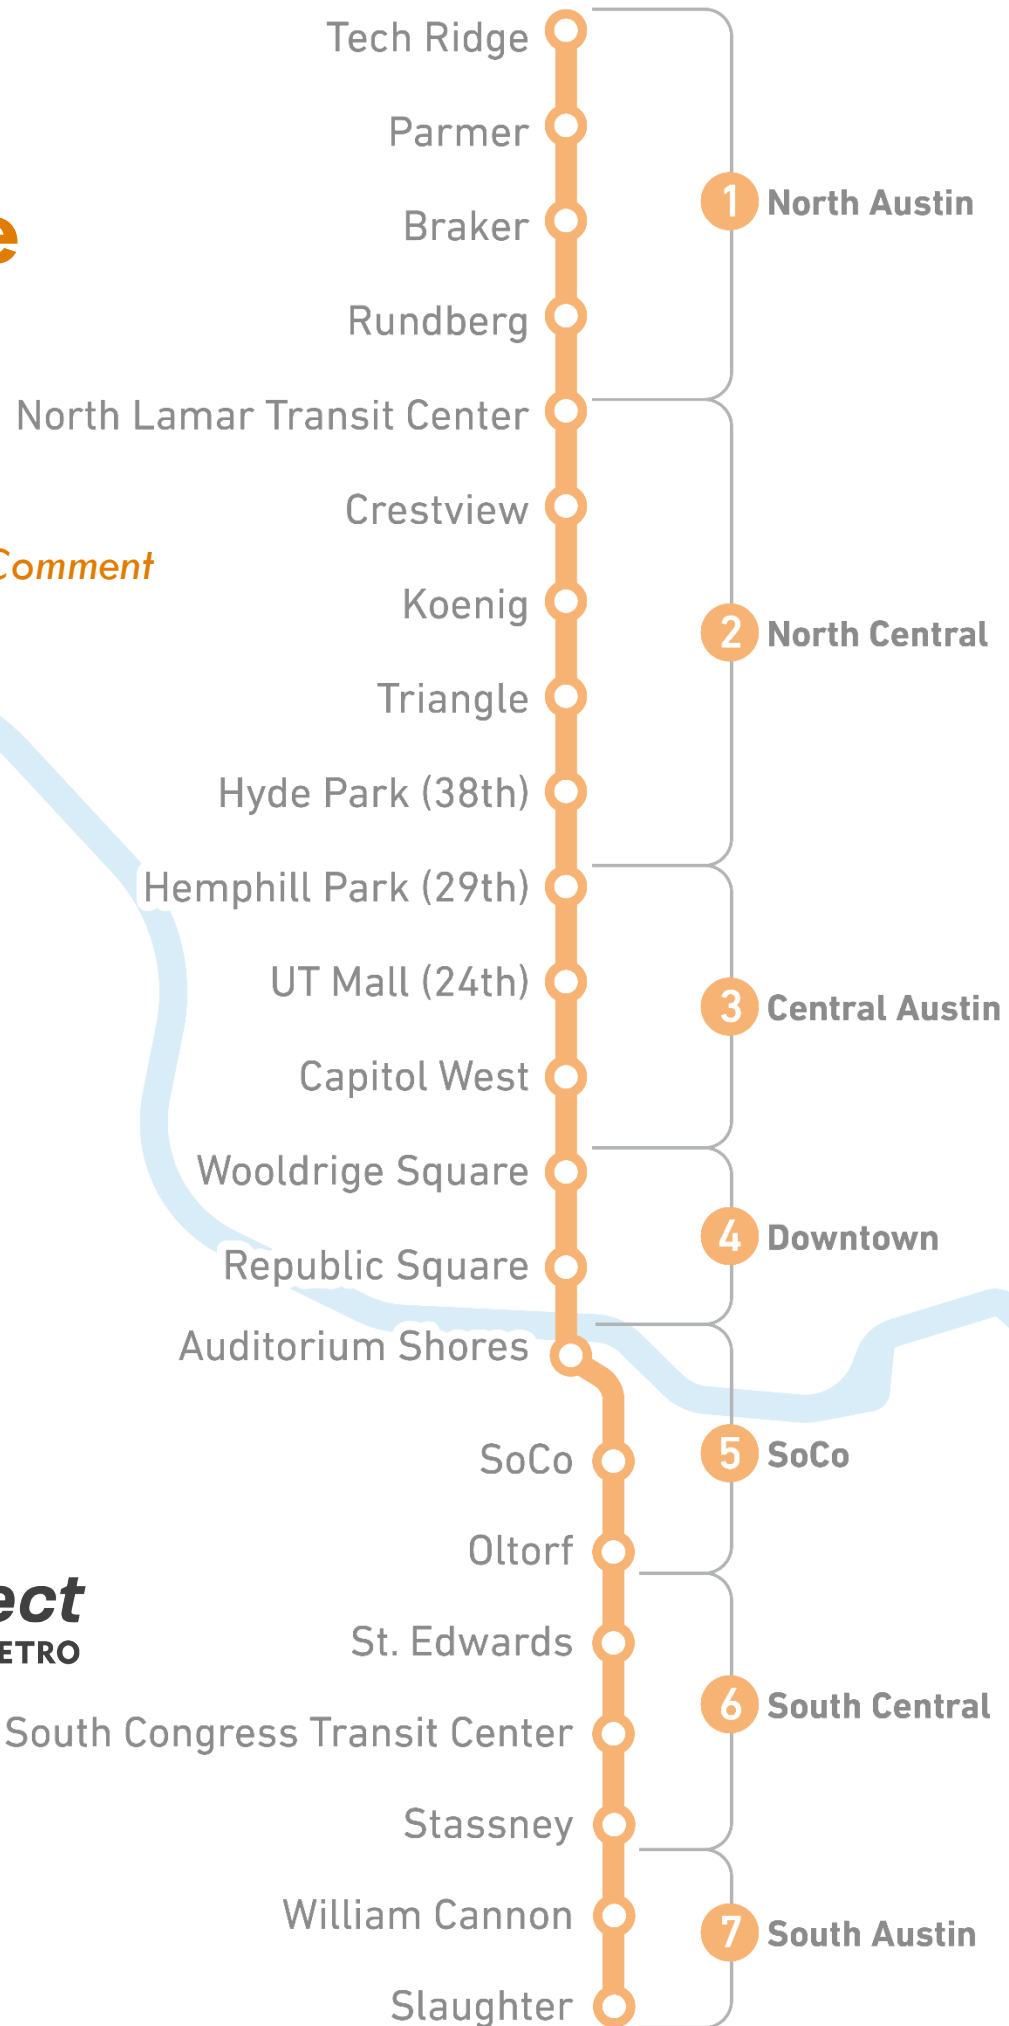 Tech Ridge
Parmer
1 North Austin
Braker
Rundberg
North Lamar Transit Center
Crestview
Comment
Koenig
2 North Central
Triangle
Hyde Park (38th)
Hemphill Park (29th)
UT Mall (24th)
3 Central Austin
Capitol West
Wooldrige Square
4 Downtown
Republic Square
Auditorium Shores
SoCo
5 SoCo
Oltorf
St. Edwards
6 South Central
South Congress Transit Center
Stassney
William Cannon
7 South Austin
Slaughter